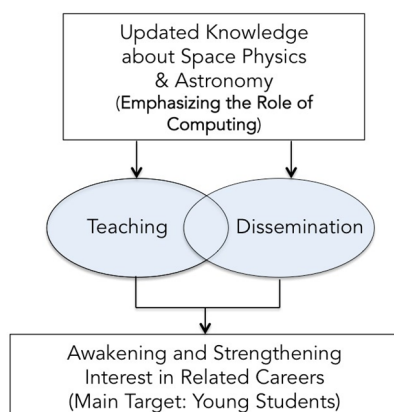 Updated Knowledge
about Space Physics
& Astronomy
(Emphasizing the Role of
Computing)
Teaching
Dissemination
Awakening and Strengthening
Interest in Related Careers
(Main Target: Young Students)